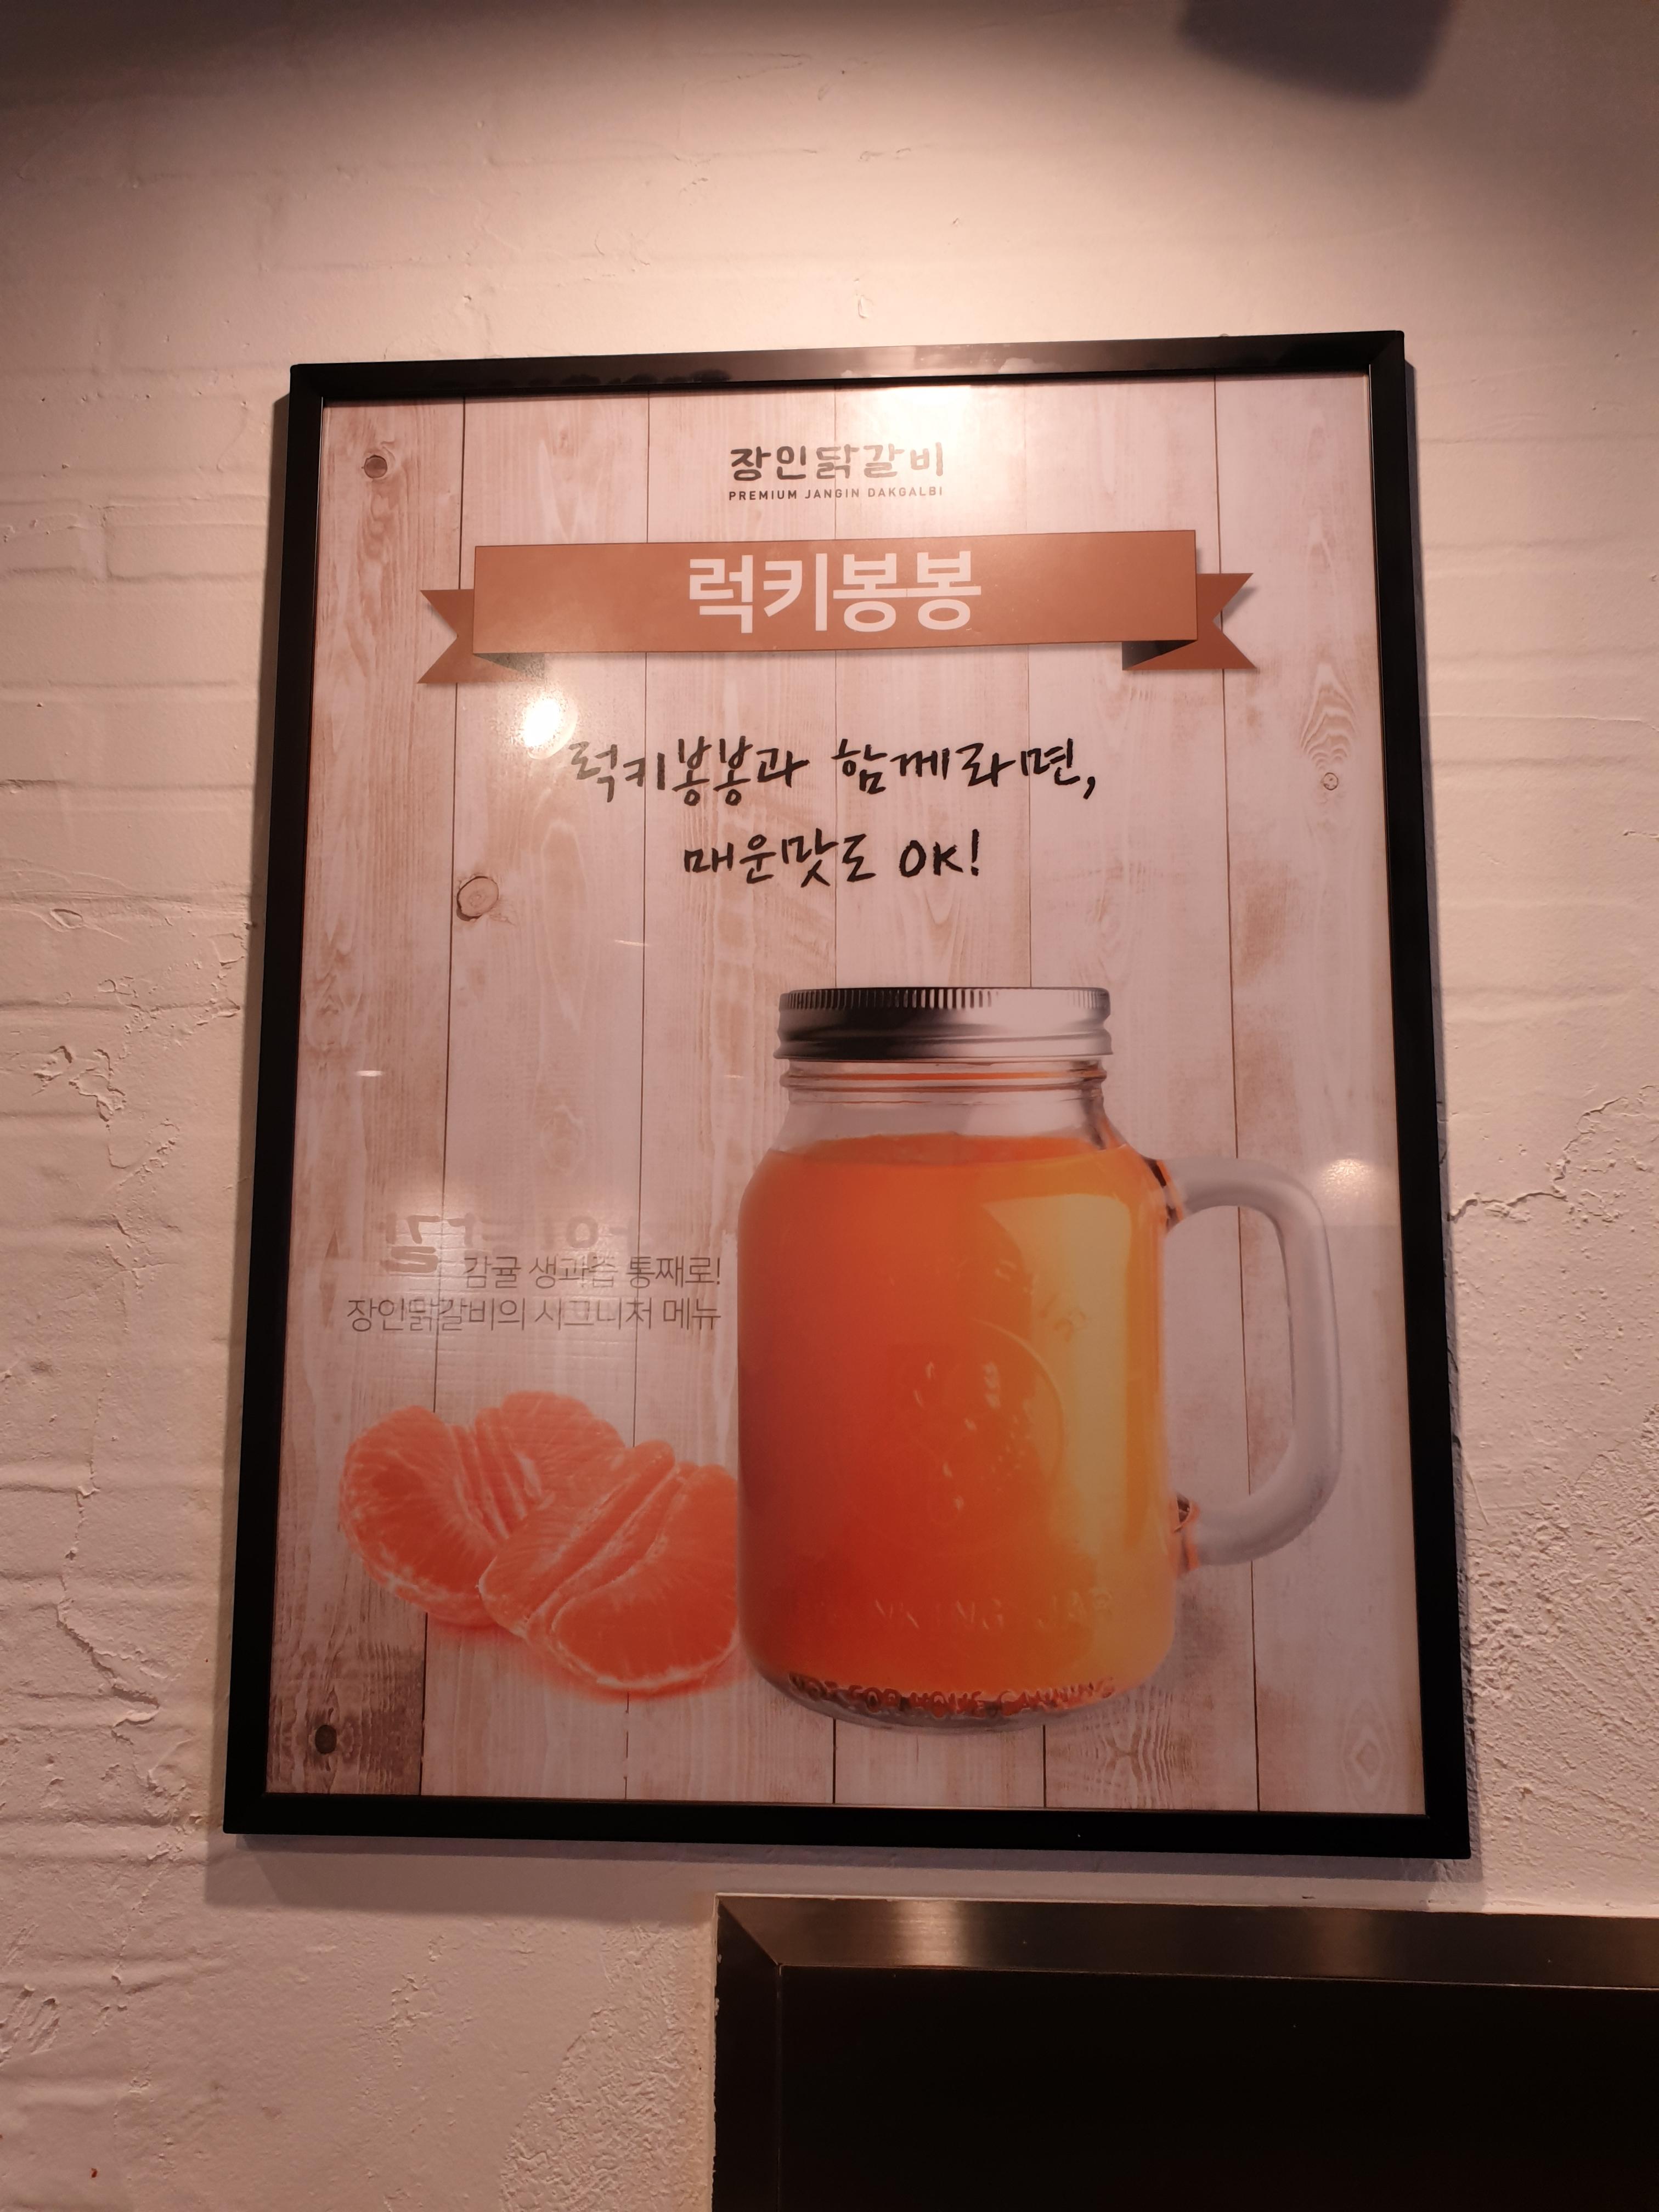 장인닭갈비
PREMIUM JANGIN DAKGALBI
럭키봉봉
럭키봉봉과 함께라면,
매운맛도 OK!
감귤 생과즙 통째로!
장인닭갈비의 시그니처 메뉴